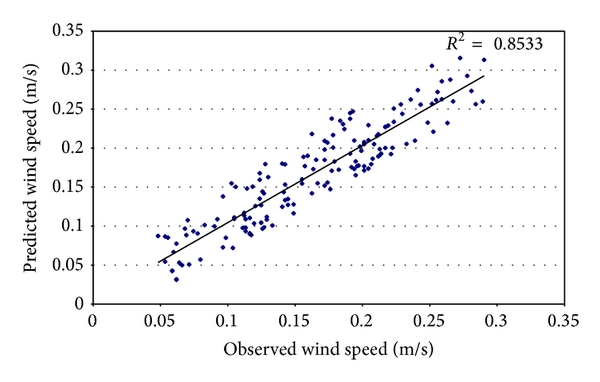 R² = 0.8533
0.35
0.3
0.25
0.2
0.15
0.1
0.05
0
Predicted wind speed (m/s)
0 0.05 0.1 0.15 0.2 0.25 0.3 0.35
Observed wind speed (m/s)